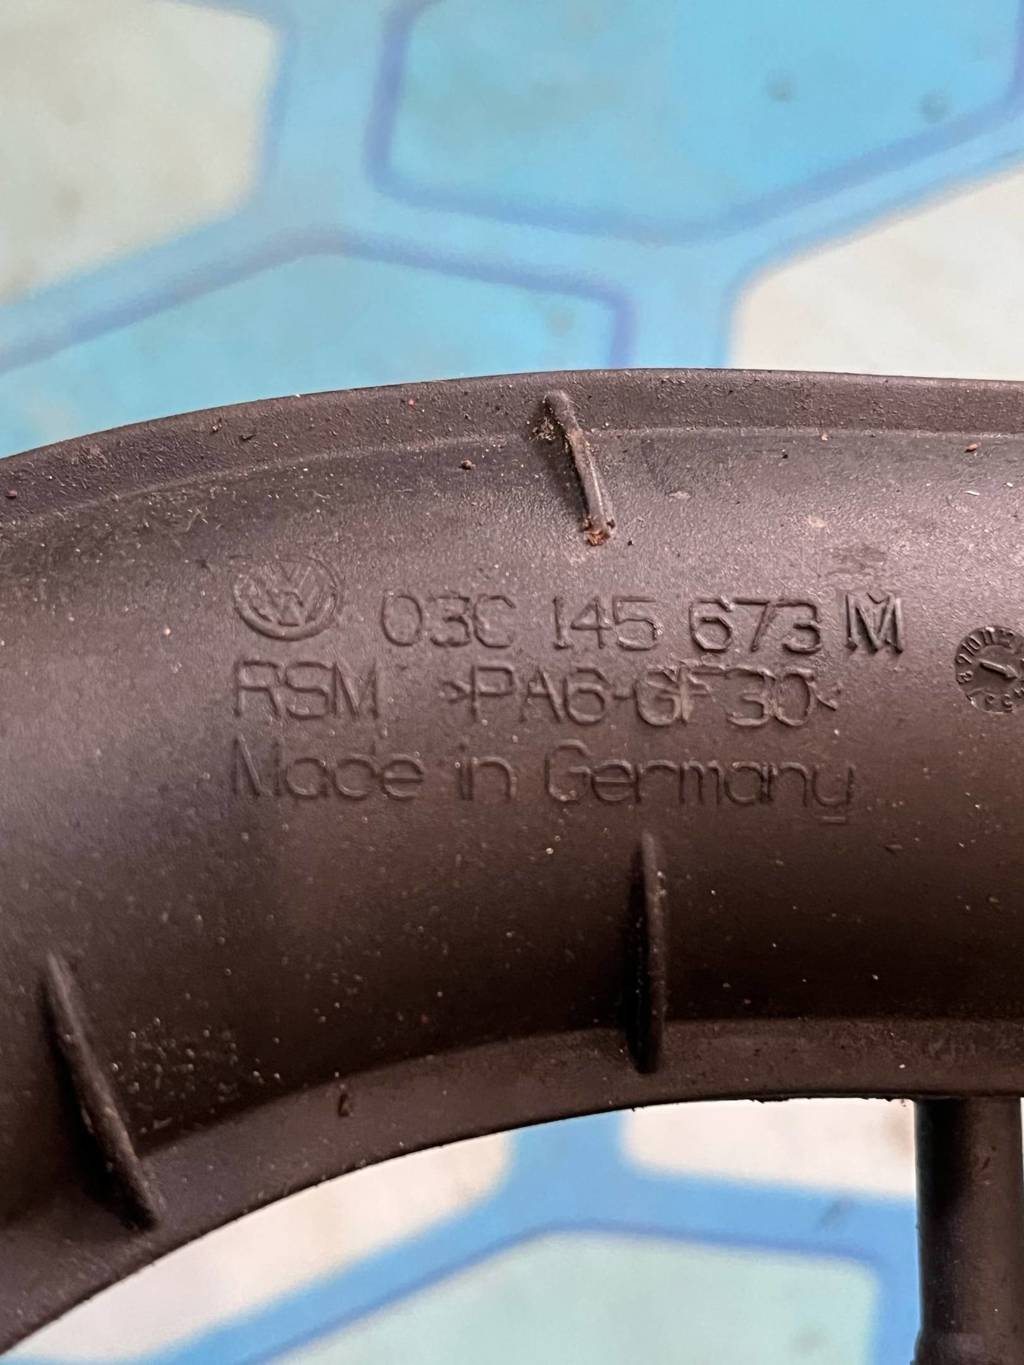 03C 145 673 M
RSM >PA6-GF30<
Made in Germany